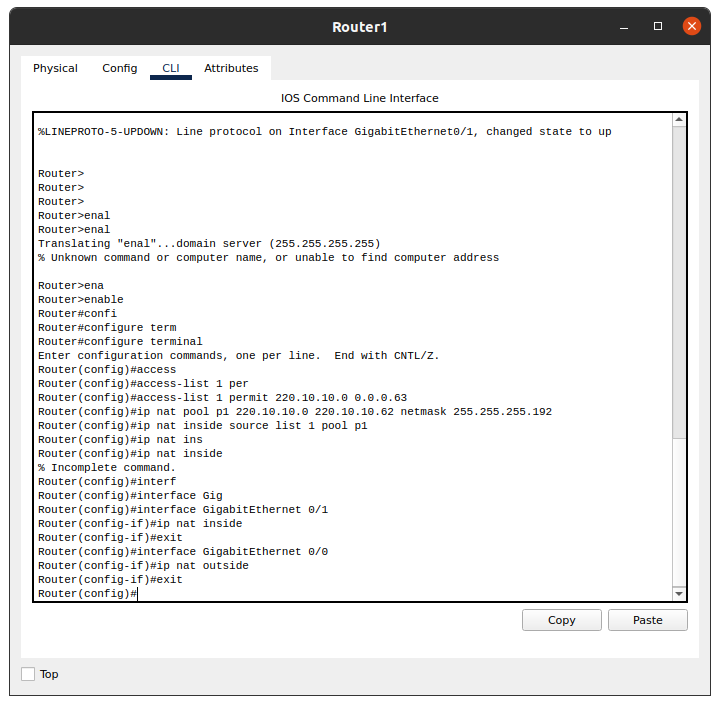 Router1
Physical Config CLI Attributes
IOS Command Line Interface
%LINEPROTO-5-UPDOWN: Line protocol on Interface GigabitEthernet0/1, changed state to up
Router>
Router>
Router>
Router>enal
Router>enal
Translating "enal"...domain server (255.255.255.255)
% Unknown command or computer name, or unable to find computer address
Router>ena
Router>enable
Router#confi
Router#configure term
Router#configure terminal
Enter configuration commands, one per line.  End with CNTL/Z.
Router(config)#access
Router(config)#access-list 1 per
Router(config)#access-list 1 permit 220.10.10.0 0.0.0.63
Router(config)#ip nat pool p1 220.10.10.0 220.10.10.62 netmask 255.255.255.192
Router(config)#ip nat inside source list 1 pool p1
Router(config)#ip nat ins
Router(config)#ip nat inside
% Incomplete command.
Router(config)#interf
Router(config)#interface Gig
Router(config)#interface GigabitEthernet 0/1
Router(config-if)#ip nat inside
Router(config-if)#exit
Router(config)#interface GigabitEthernet 0/0
Router(config-if)#ip nat outside
Router(config-if)#exit
Router(config)#
Copy Paste
Top